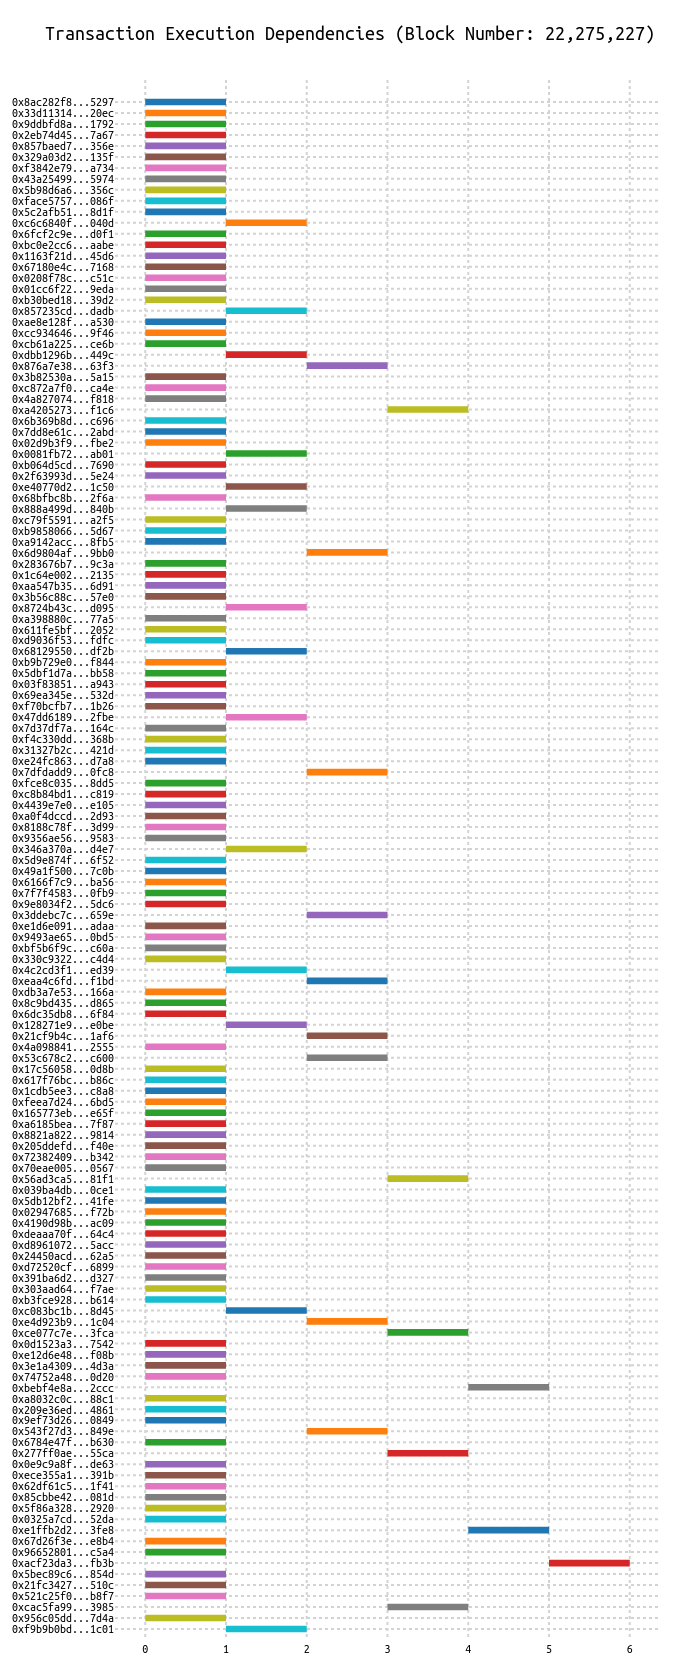 Transaction Execution Dependencies (Block Number: 22,275,227)
0x8ac282f8...5297
0x33d11314...20ec
0x9ddbfd8a...1792
0x2eb74d45...7a67
0x857baed7...356e
0x329a03d2...135f
0xf3842e79...a734
0x43a25499...5974
0x5b98d6a6...356c
0xface5757...086f
0x5c2afb51...8d1f
0xc6c6840f...040d
0x6fcf2c9e...d0f1
0xbc0e2cc6...aabe
0x1163f21d...45d6
0x67180e4c...7168
0x0208f78c...c51c
0x01cc6f22...9eda
0xb30bed18...39d2
0x857235cd...dadb
0xae8e128f...a530
0xcc934646...9f46
0xcb61a225...ce6b
0xdbb1296b...449c
0x876a7e38...63f3
0x3b82530a...5a15
0xc872a7f0...ca4e
0x4a827074...f818
0xa4205273...f1c6
0x6b369b8d...c696
0x7dd8e61c...2abd
0x02d9b3f9...fbe2
0x0081fb72...ab01
0xb064d5cd...7690
0x2f63993d...5e24
0xe40770d2...1c50
0x68bfbc8b...2f6a
0x888a499d...840b
0xc79f5591...a2f5
0xb9858066...5d67
0xa9142acc...8fb5
0x6d9804af...9bb0
0x283676b7...9c3a
0x1c64e002...2135
0xaa547b35...6d91
0x3b56c88c...57e0
0x8724b43c...d095
0xa398880c...77a5
0x611fe5bf...2052
0xd9036f53...fdfc
0x68129550...df2b
0xb9b729e0...f844
0x5dbf1d7a...bb58
0x03f83851...a943
0x69ea345e...532d
0xf70bcfb7...1b26
0x47dd6189...2fbe
0x7d37df7a...164c
0xf4c330dd...368b
0x31327b2c...421d
0xe24fc863...d7a8
0x7dfdadd9...0fc8
0xfce8c035...8dd5
0xc8b84bd1...c819
0x4439e7e0...e105
0xa0f4dccd...2d93
0x8188c78f...3d99
0x9356ae56...9583
0x346a370a...d4e7
0x5d9e874f...6f52
0x49a1f500...7c0b
0x6166f7c9...ba56
0x7f7f4583...0fb9
0x9e8034f2...5dc6
0x3ddebc7c...659e
0xe1d6e091...adaa
0x9493ae65...0bd5
0xbf5b6f9c...c60a
0x330c9322...c4d4
0x4c2cd3f1...ed39
0xeaa4c6fd...f1bd
0xdb3a7e53...166a
0x8c9bd435...d865
0x6dc35db8...6f84
0x128271e9...e0be
0x21cf9b4c...1af6
0x4a098841...2555
0x53c678c2...c600
0x17c56058...0d8b
0x617f76bc...b86c
0x1cdb5ee3...c8a8
0xfeea7d24...6bd5
0x165773eb...e65f
0xa6185bea...7f87
0x8821a822...9814
0x205ddefd...f40e
0x72382409...b342
0x70eae005...0567
0x56ad3ca5...81f1
0x039ba4db...0ce1
0x5db12bf2...41fe
0x02947685...f72b
0x4190d98b...ac09
0xdeaaa70f...64c4
0xd8961072...5acc
0x24450acd...62a5
0xd72520cf...6899
0x391ba6d2...d327
0x303aad64...f7ae
0xb3fce928...b614
0xc083bc1b...8d45
0xe4d923b9...1c04
0xce077c7e...3fca
0x0d1523a3...7542
0xe12d6e48...f08b
0x3e1a4309...4d3a
0x74752a48...0d20
0xbebf4e8a...2ccc
0xa8032c0c...88c1
0x209e36ed...4861
0x9ef73d26...0849
0x543f27d3...849e
0x6784e47f...b630
0x277ff0ae...55ca
0x0e9c9a8f...de63
0xece355a1...391b
0x62df61c5...1f41
0x85cbbe42...081d
0x5f86a328...2920
0x0325a7cd...52da
0xe1ffb2d2...3fe8
0x67d26f3e...e8b4
0x96652801...c5a4
0xacf23da3...fb3b
0x5bec89c6...854d
0x21fc3427...510c
0x521c25f0...b8f7
0xcac5fa99...3985
0x956c05dd...7d4a
0xf9b9b0bd...1c01
0 1 2 3 4 5 6